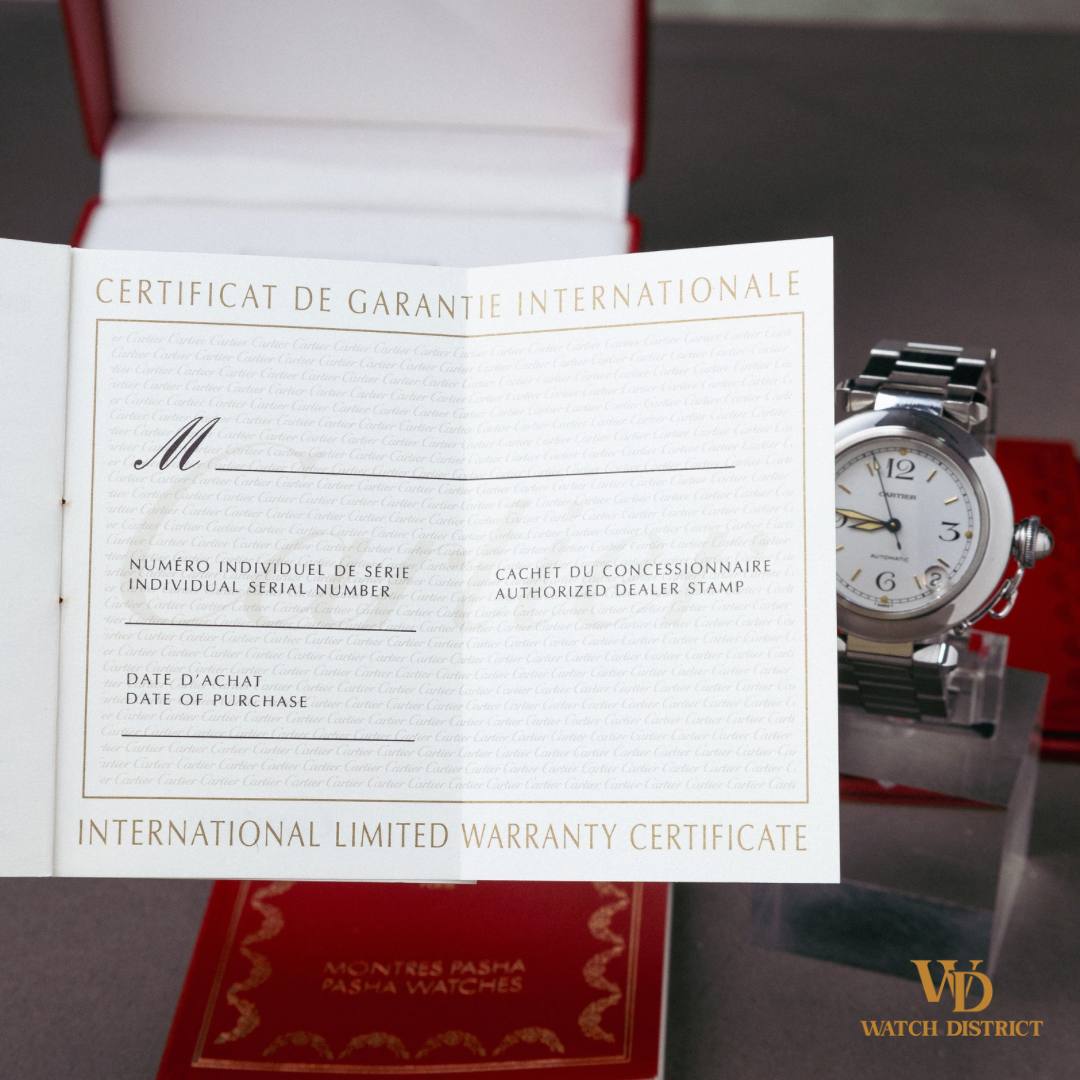 CERTIFICAT DE GARANTIE INTERNATIONALE
M
NUMÉRO INDIVIDUEL DE SÉRIE
INDIVIDUAL SERIAL NUMBER
CACHET DU CONCESSIONNAIRE
AUTHORIZED DEALER STAMP
DATE D'ACHAT
DATE OF PURCHASE
INTERNATIONAL LIMITED WARRANTY CERTIFICATE
12
CARTIER
3
AUTOMATIC
2
6
MONTRES PASHA
PASHA WATCHES
WD
WATCH DISTRICT